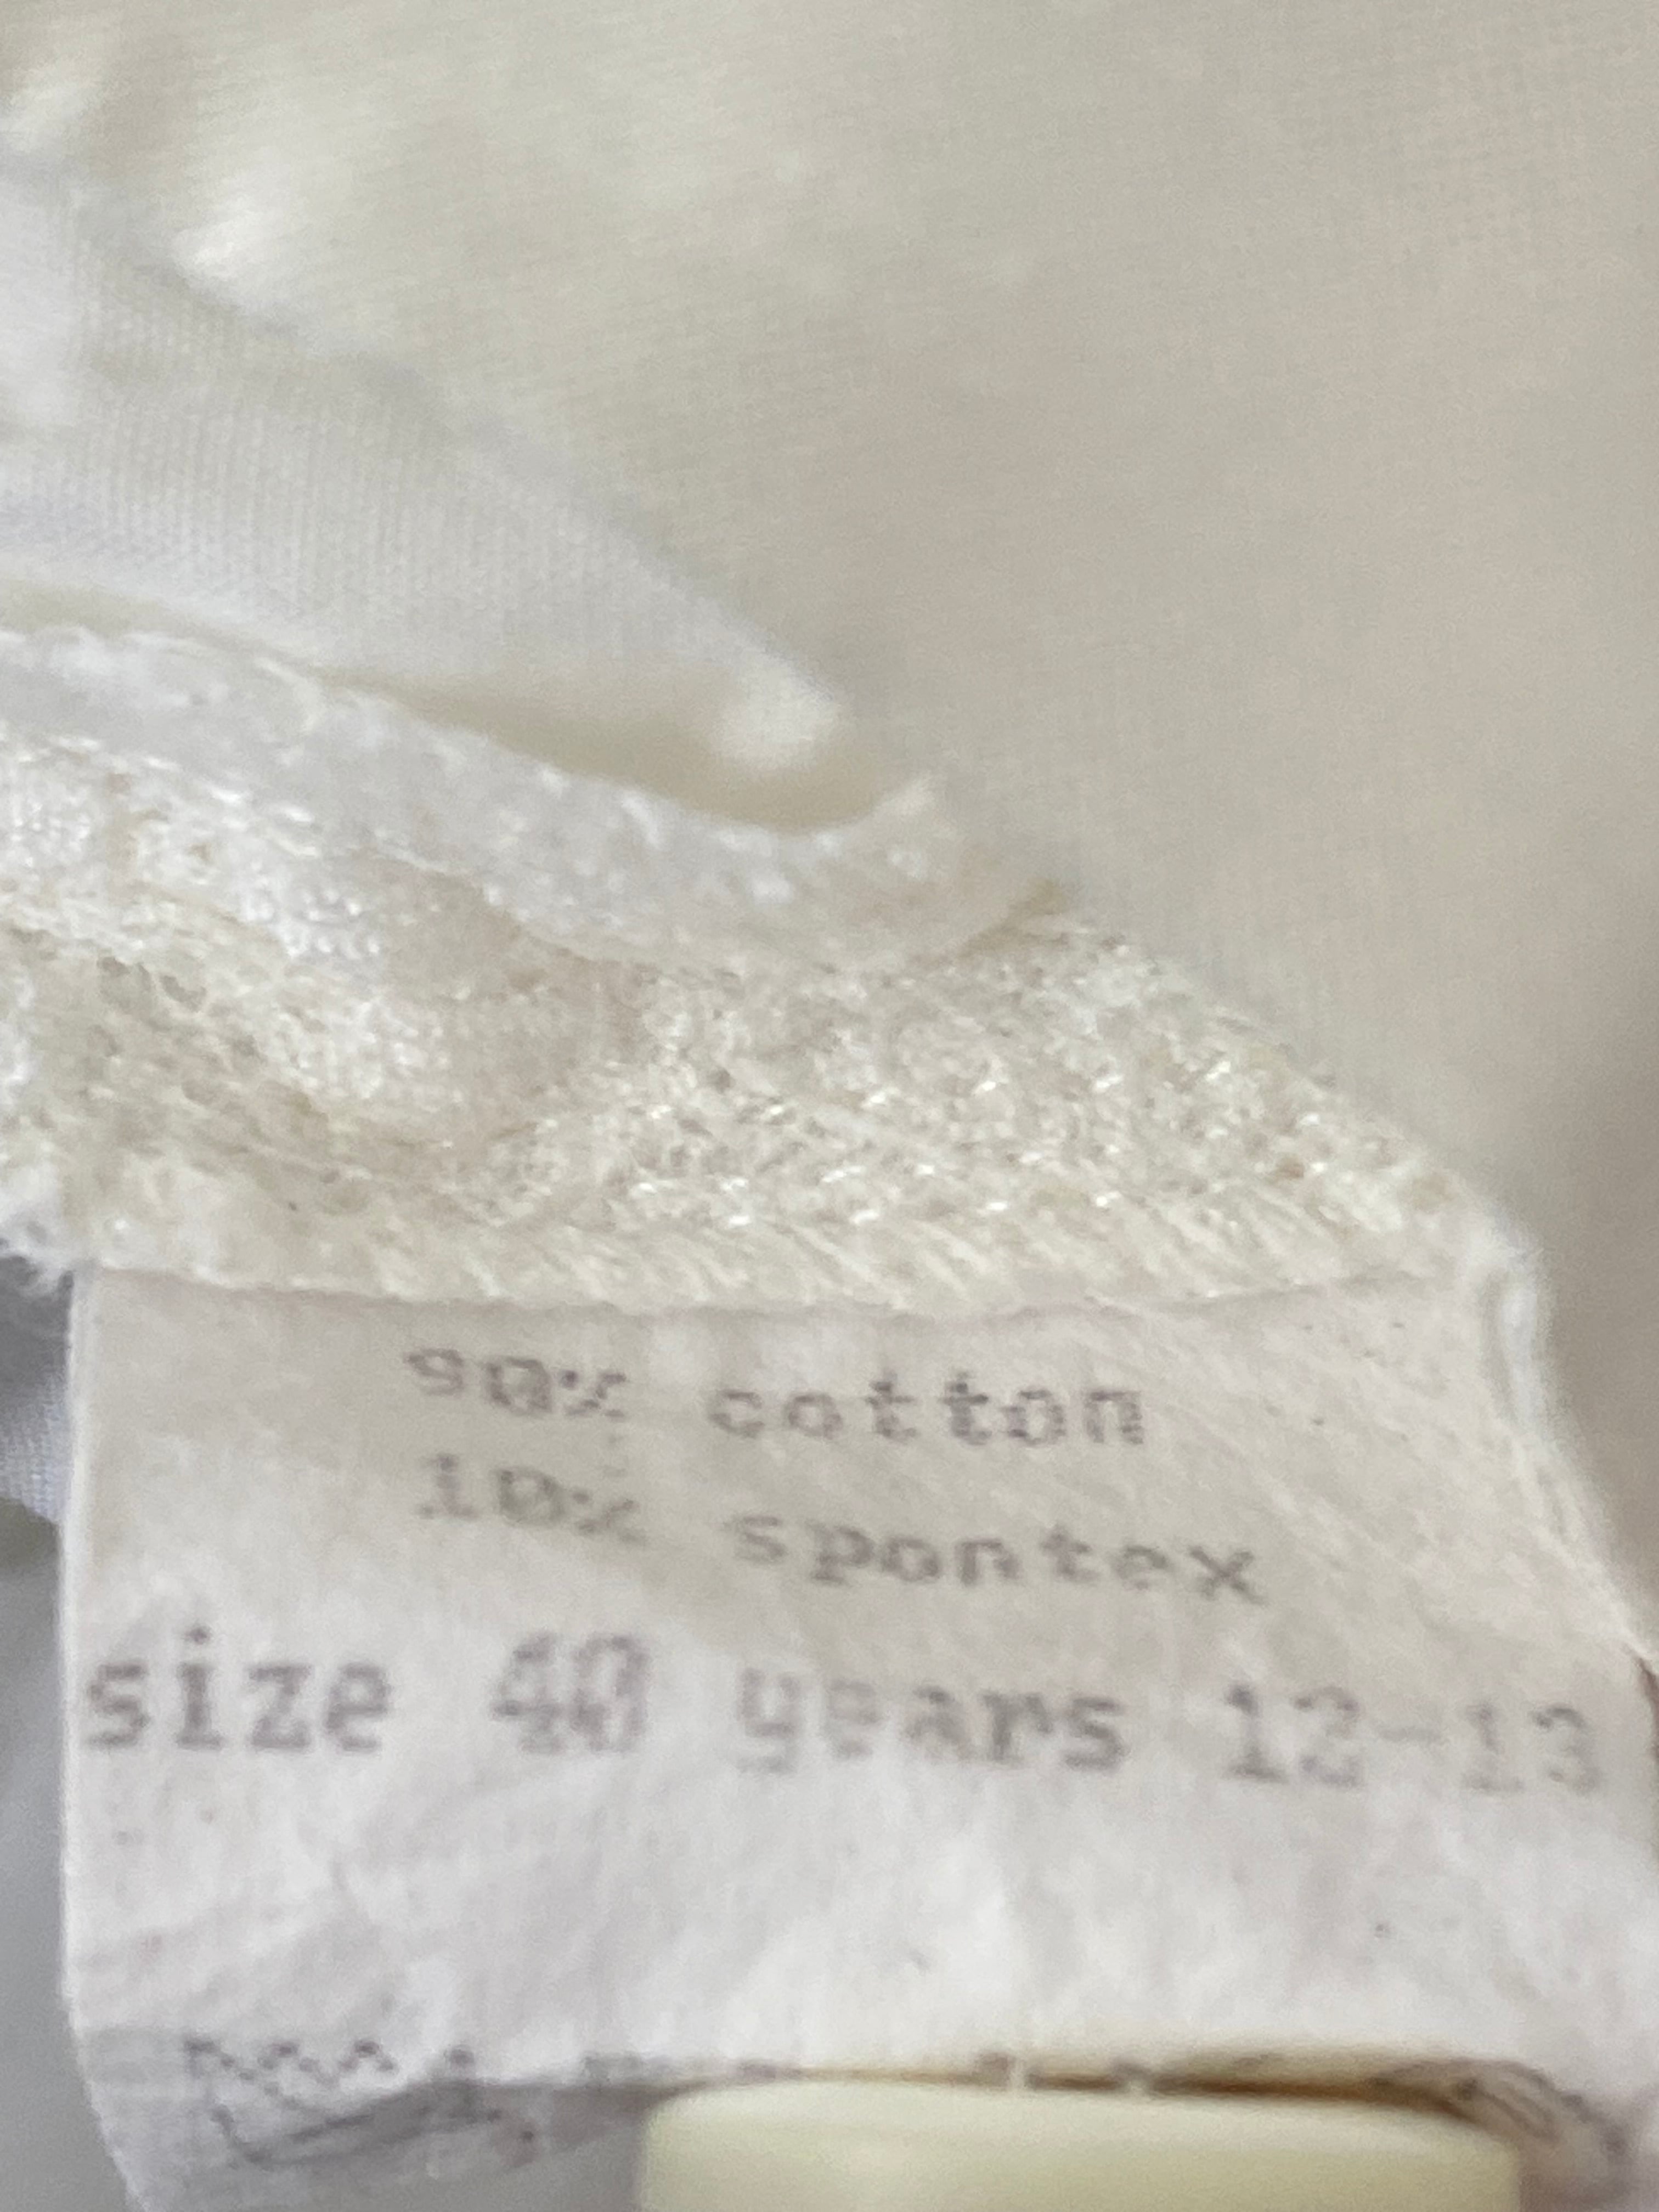 90% cotton
10% spontex
size 40 years 12-13